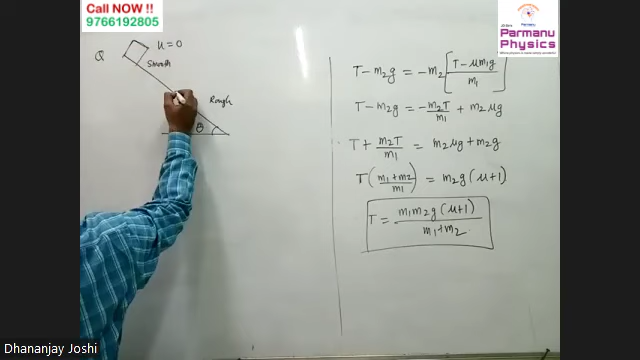 Call NOW !!
9766192805
Parmanu
Physics
Q
u = 0
Smooth
Rough
θ
T - m₂g = -m₂ [T - μm₁g / m₁]
T - m₂g = -m₂T/m₁ + m₂μg
T + m₂T/m₁ = m₂μg + m₂g
T (m₁ + m₂ / m₁) = m₂g (μ+1)
T = m₁m₂g (μ+1) / m₁+m₂
Dhananjay Joshi